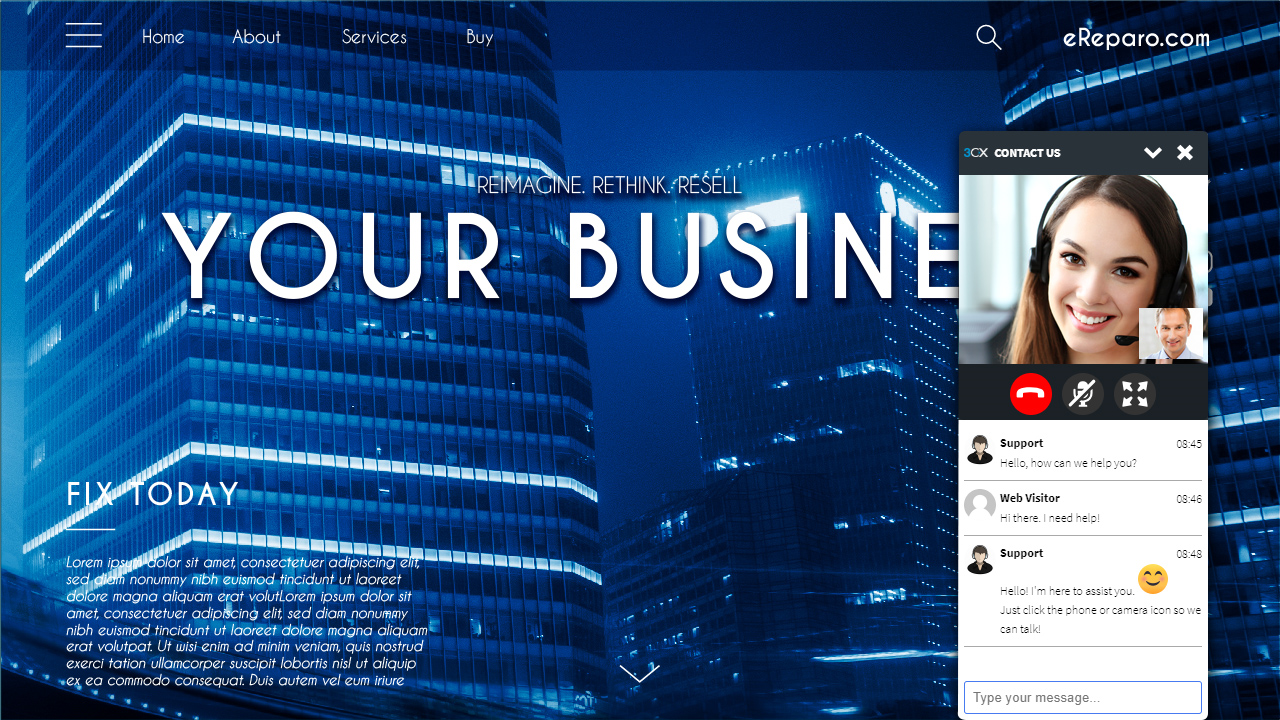 Home About Services Buy eReparo.com
REIMAGINE. RETHINK. RESELL
YOUR BUSINE
FIX TODAY
Lorem ipsum dolor sit amet, consectetuer adipiscing elit,
sed diam nonummy nibh euismod tincidunt ut laoreet
dolore magna aliquam erat volutLorem ipsum dolor sit
amet, consectetuer adipiscing elit, sed diam nonummy
nibh euismod tincidunt ut laoreet dolore magna aliquam
erat volutpat. Ut wisi enim ad minim veniam, quis nostrud
exerci tation ullamcorper suscipit lobortis nisl ut aliquip
ex ea commodo consequat. Duis autem vel eum iriure
3CX CONTACT US
Support 08:45
Hello, how can we help you?
Web Visitor 08:46
Hi there. I need help!
Support 08:48
Hello! I'm here to assist you. 😊
Just click the phone or camera icon so we
can talk!
Type your message...